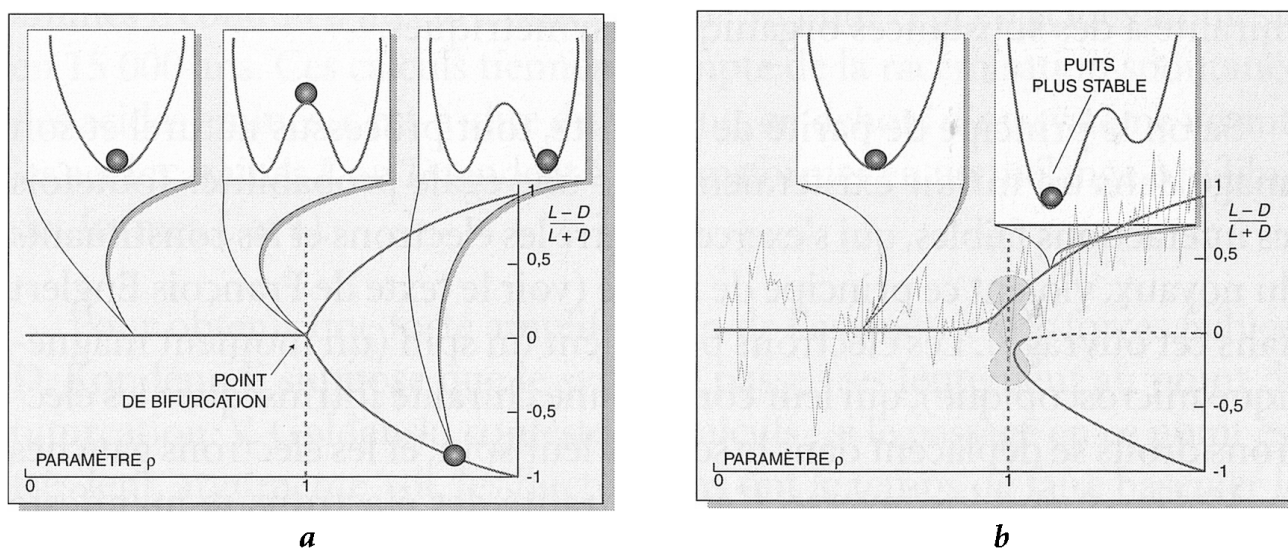 1
L – D
L + D
0,5
0
POINT
DE BIFURCATION
-0,5
PARAMÈTRE ρ
-1
0
1
a
PUITS
PLUS STABLE
1
L – D
L + D
0,5
0
-0,5
PARAMÈTRE ρ
-1
0
1
b